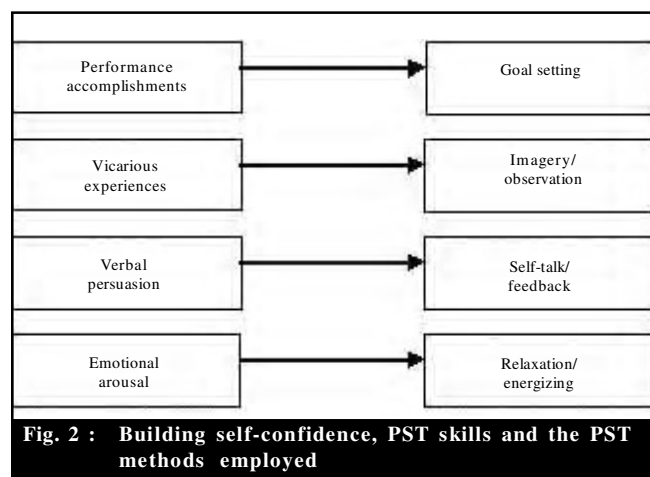 Performance
accomplishments
Goal setting
Vicarious
experiences
Imagery/
observation
Verbal
persuasion
Self-talk/
feedback
Emotional
arousal
Relaxation/
energizing
Fig. 2 : Building self-confidence, PST skills and the PST
methods employed